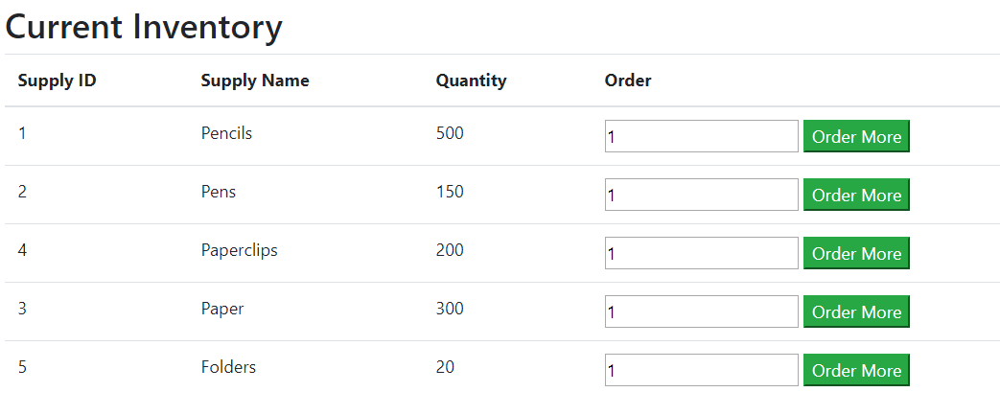 Current Inventory
Supply ID Supply Name Quantity Order
1 Pencils 500 1 Order More
2 Pens 150 1 Order More
4 Paperclips 200 1 Order More
3 Paper 300 1 Order More
5 Folders 20 1 Order More